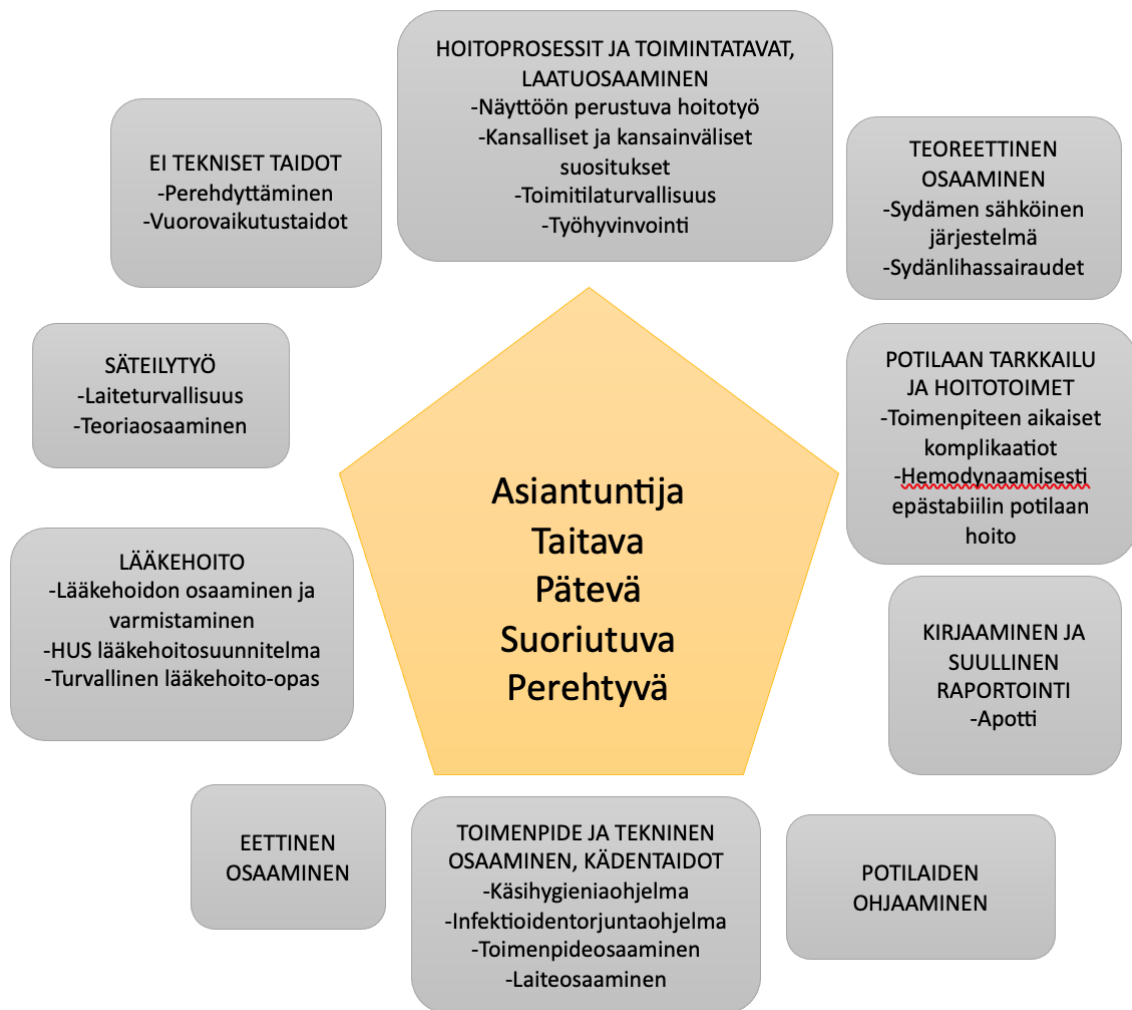 HOITOPROSESSIT JA TOIMINTATAVAT,
LAATUOSAAMINEN
-Näyttöön perustuva hoitotyö
-Kansalliset ja kansainväliset
suositukset
-Toimitilaturvallisuus
-Työhyvinvointi
EI TEKNISET TAIDOT
-Perehdyttäminen
-Vuorovaikutustaidot
TEOREETTINEN
OSAAMINEN
-Sydämen sähköinen
järjestelmä
-Sydänlihassairaudet
SÄTEILYTYÖ
-Laiteturvallisuus
-Teoriaosaaminen
POTILAAN TARKKAILU
JA HOITOTOIMET
-Toimenpiteen aikaiset
komplikaatiot
-Hemodynaamisesti
epästabiilin potilaan
hoito
Asiantuntija
Taitava
Pätevä
Suoriutuva
Perehtyvä
LÄÄKEHOITO
-Lääkehoidon osaaminen ja
varmistaminen
-HUS lääkehoitosuunnitelma
-Turvallinen lääkehoito-opas
KIRJAAMINEN JA
SUULLINEN
RAPORTOINTI
-Apotti
EETTINEN
OSAAMINEN
TOIMENPIDE JA TEKNINEN
OSAAMINEN, KÄDENTAIDOT
-Käsihygieniaohjelma
-Infektioidentorjuntaohjelma
-Toimenpideosaaminen
-Laiteosaaminen
POTILAIDEN
OHJAAMINEN